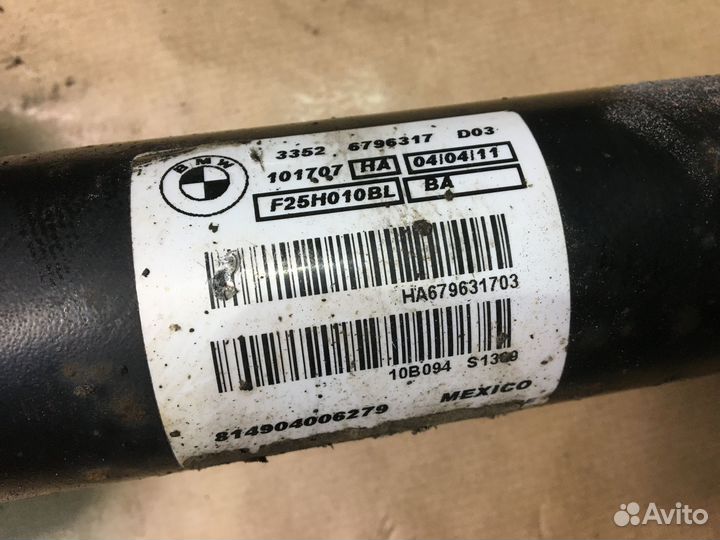 BMW
3352 6796317 D03
101707 HA 04/04/11
F25H010BL BA
HA679631703
10B094 S1309
814904006279 MEXICO
Avito